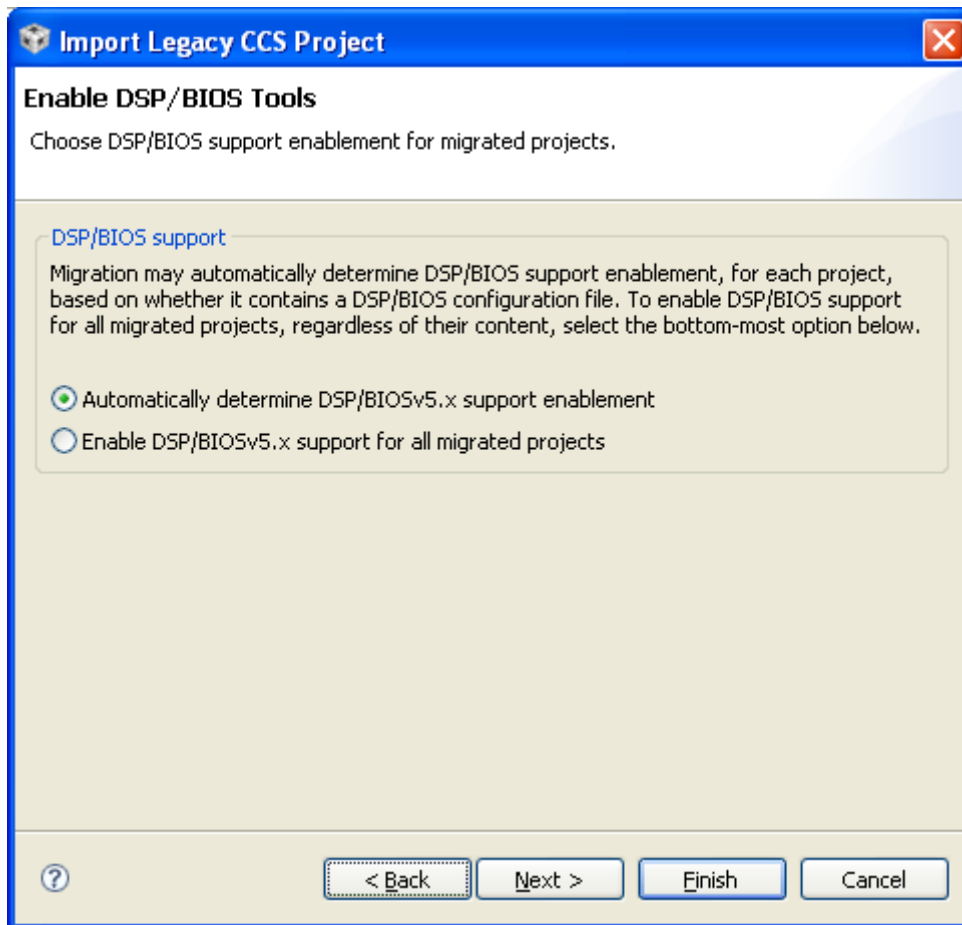 Import Legacy CCS Project
Enable DSP/BIOS Tools
Choose DSP/BIOS support enablement for migrated projects.
DSP/BIOS support
Migration may automatically determine DSP/BIOS support enablement, for each project,
based on whether it contains a DSP/BIOS configuration file. To enable DSP/BIOS support
for all migrated projects, regardless of their content, select the bottom-most option below.
Automatically determine DSP/BIOSv5.x support enablement
Enable DSP/BIOSv5.x support for all migrated projects
?
< Back
Next >
Finish
Cancel